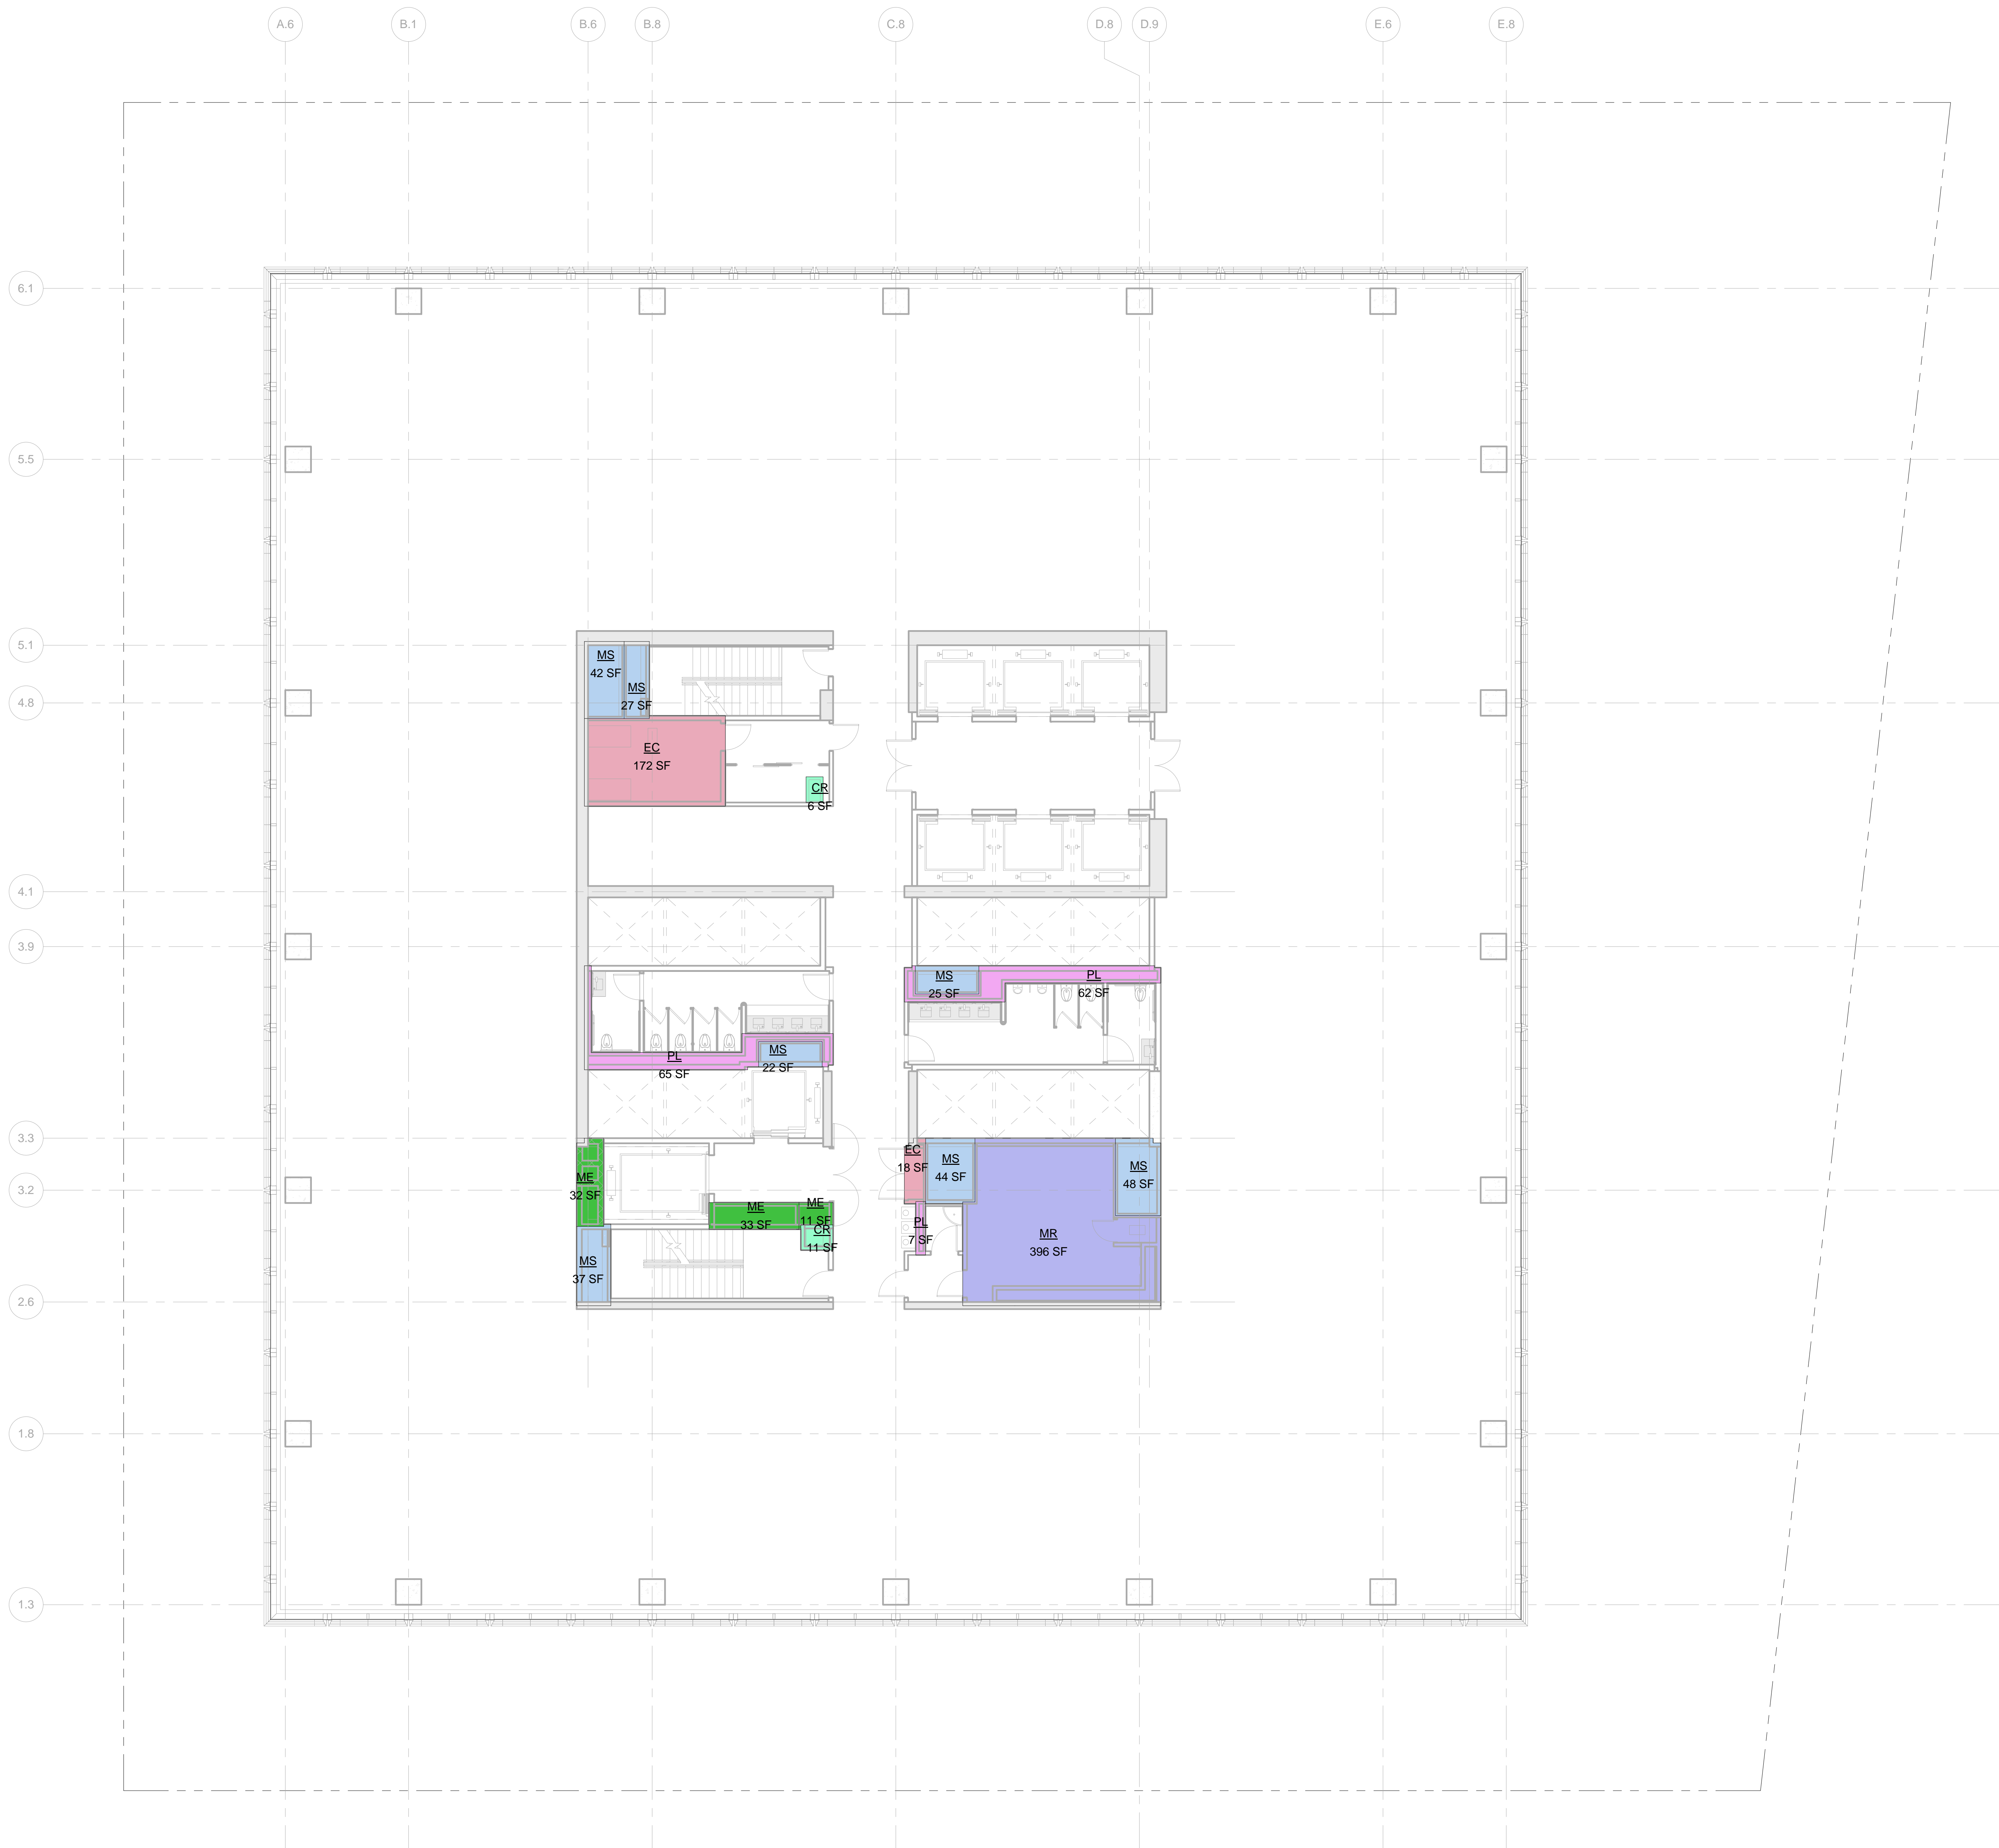 A.6
B.1
B.6
B.8
C.8
D.8
D.9
E.6
E.8
6.1
5.5
5.1
4.8
4.1
3.9
3.3
3.2
2.6
1.8
1.3
MS
42 SF
MS
27 SF
EC
172 SF
CR
6 SF
MS
25 SF
PL
62 SF
MS
22 SF
PL
65 SF
EC
18 SF
MS
44 SF
MS
48 SF
ME
32 SF
ME
33 SF
ME
11 SF
CR
11 SF
PL
7 SF
MR
396 SF
MS
37 SF